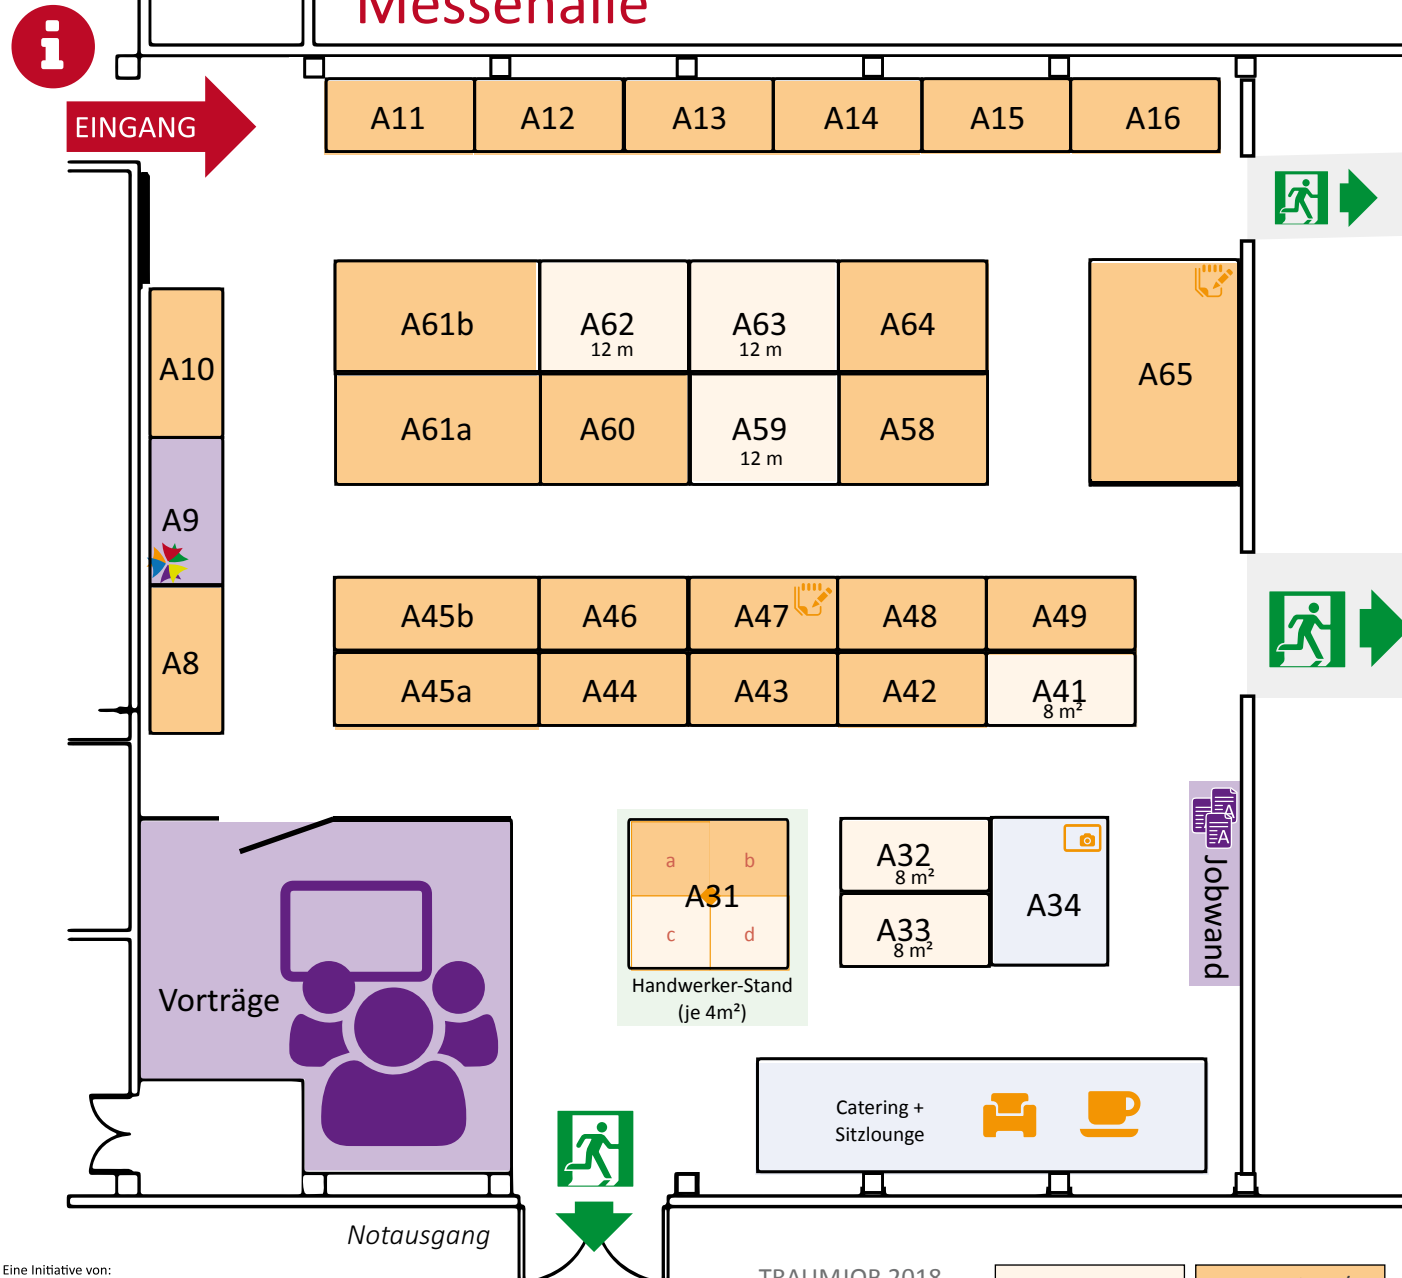 Messehalle
EINGANG
A11
A12
A13
A14
A15
A16
A61b
A62
12 m
A63
12 m
A64
A65
A10
A61a
A60
A59
12 m
A58
A9
A8
A45b
A46
A47
A48
A49
A45a
A44
A43
A42
A41
8 m²
Jobwand
a
b
A31
c
d
Handwerker-Stand
(je 4m²)
A32
8 m²
A33
8 m²
A34
Vorträge
Catering +
Sitzlounge
Notausgang
Eine Initiative von:
TRAUMJOB 2018